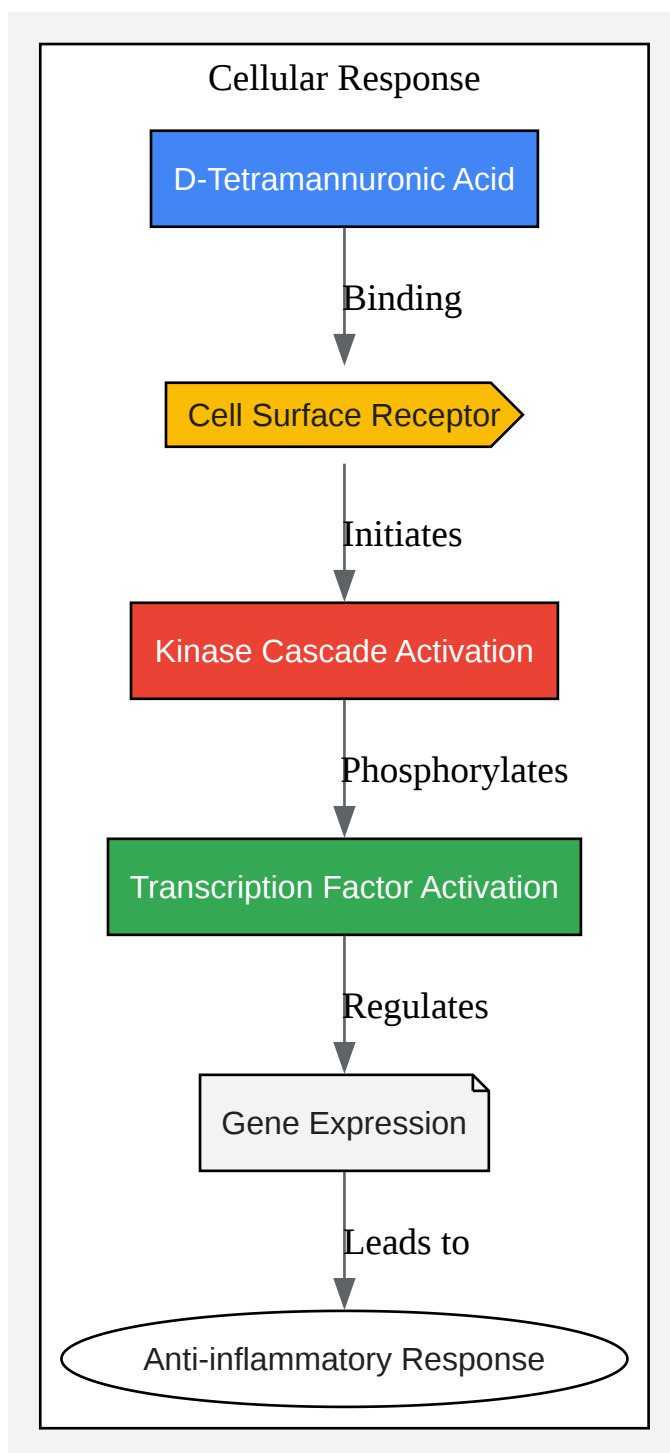 Cellular Response
D-Tetramannuronic Acid
Binding
Cell Surface Receptor
Initiates
Kinase Cascade Activation
Phosphorylates
Transcription Factor Activation
Regulates
Gene Expression
Leads to
Anti-inflammatory Response